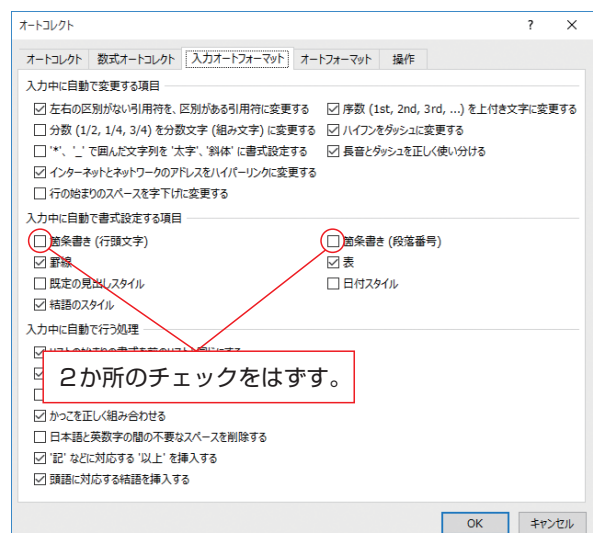 オートコレクト ? ×
オートコレクト 数式オートコレクト 入力オートフォーマット オートフォーマット 操作
入力中に自動で変更する項目
左右の区別がない引用符を、区別がある引用符に変更する 序数 (1st, 2nd, 3rd, ...) を上付き文字に変更する
分数 (1/2, 1/4, 3/4) を分数文字 (組み文字) に変更する ハイフンをダッシュに変更する
'*'、'_' で囲んだ文字列を '太字'、'斜体' に書式設定する 長音とダッシュを正しく使い分ける
インターネットとネットワークのアドレスをハイパーリンクに変更する
行の始まりのスペースを字下げに変更する
入力中に自動で書式設定する項目
箇条書き (行頭文字) 箇条書き (段落番号)
罫線 表
既定の見出しスタイル 日付スタイル
結語のスタイル
入力中に自動で行う処理
2か所のチェックをはずす。
かっこを正しく組み合わせる
日本語と英数字の間の不要なスペースを削除する
'記' などに対応する '以上' を挿入する
頭語に対応する結語を挿入する
OK キャンセル